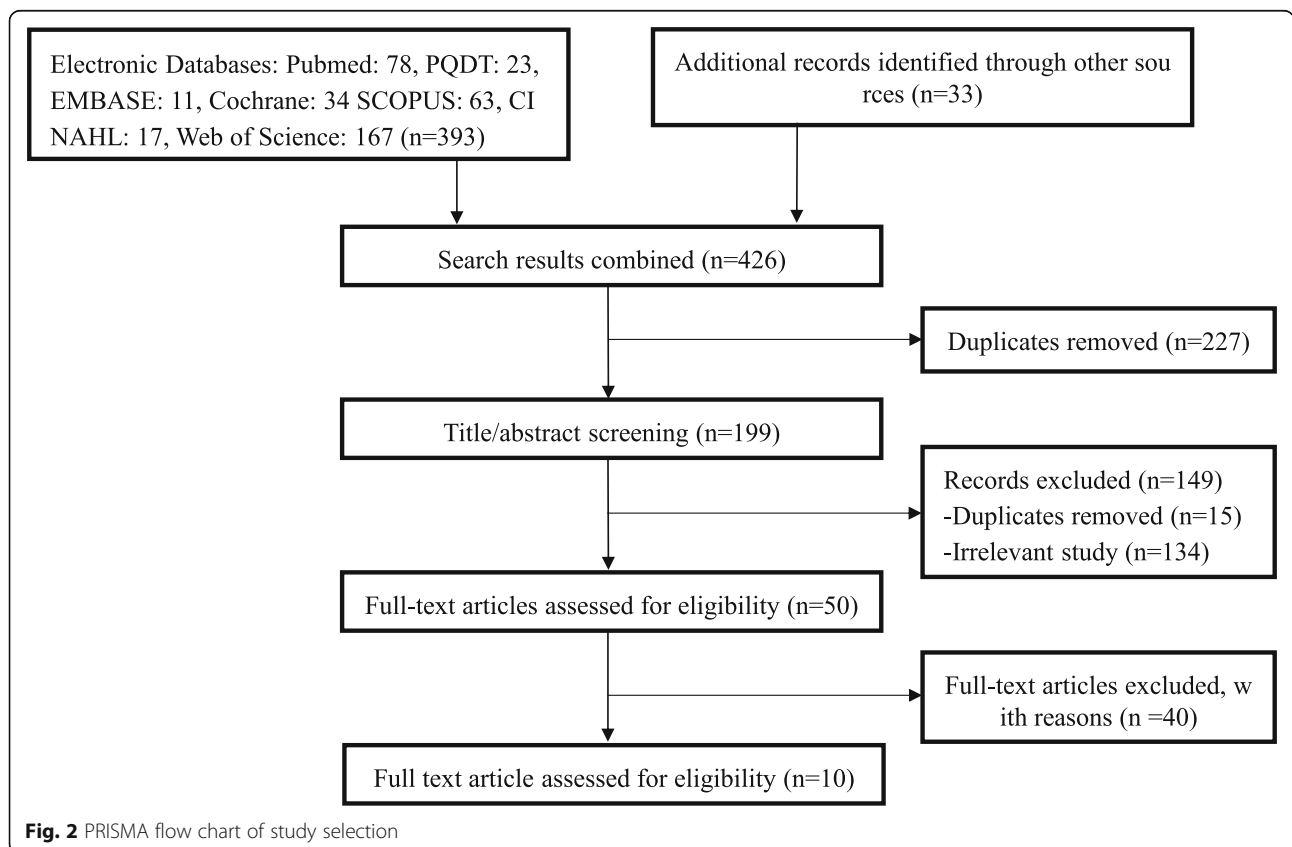 Electronic Databases: Pubmed: 78, PQDT: 23,
EMBASE: 11, Cochrane: 34 SCOPUS: 63, CI
NAHL: 17, Web of Science: 167 (n=393)
Additional records identified through other sou
rces (n=33)
Search results combined (n=426)
Duplicates removed (n=227)
Title/abstract screening (n=199)
Records excluded (n=149)
-Duplicates removed (n=15)
-Irrelevant study (n=134)
Full-text articles assessed for eligibility (n=50)
Full-text articles excluded, w
ith reasons (n =40)
Full text article assessed for eligibility (n=10)
Fig. 2 PRISMA flow chart of study selection